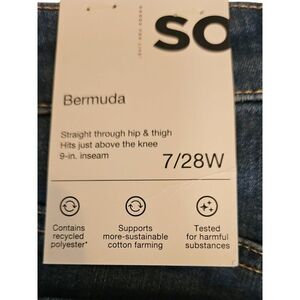 SO
Bermuda
Straight through hip & thigh
Hits just above the knee
9-in. inseam
7/28W
Contains
recycled
polyester*
Supports
more-sustainable
cotton farming
Tested
for harmful
substances